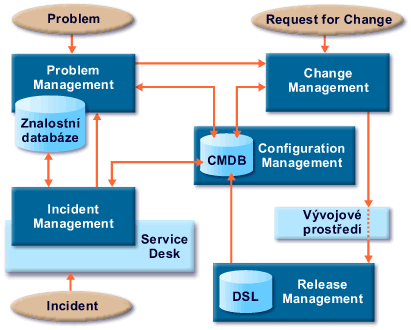 Problem
Request for Change
Problem
Management
Change
Management
Znalostní
databáze
CMDB
Configuration
Management
Incident
Management
Service
Desk
Vývojové
prostředí
Incident
DSL
Release
Management